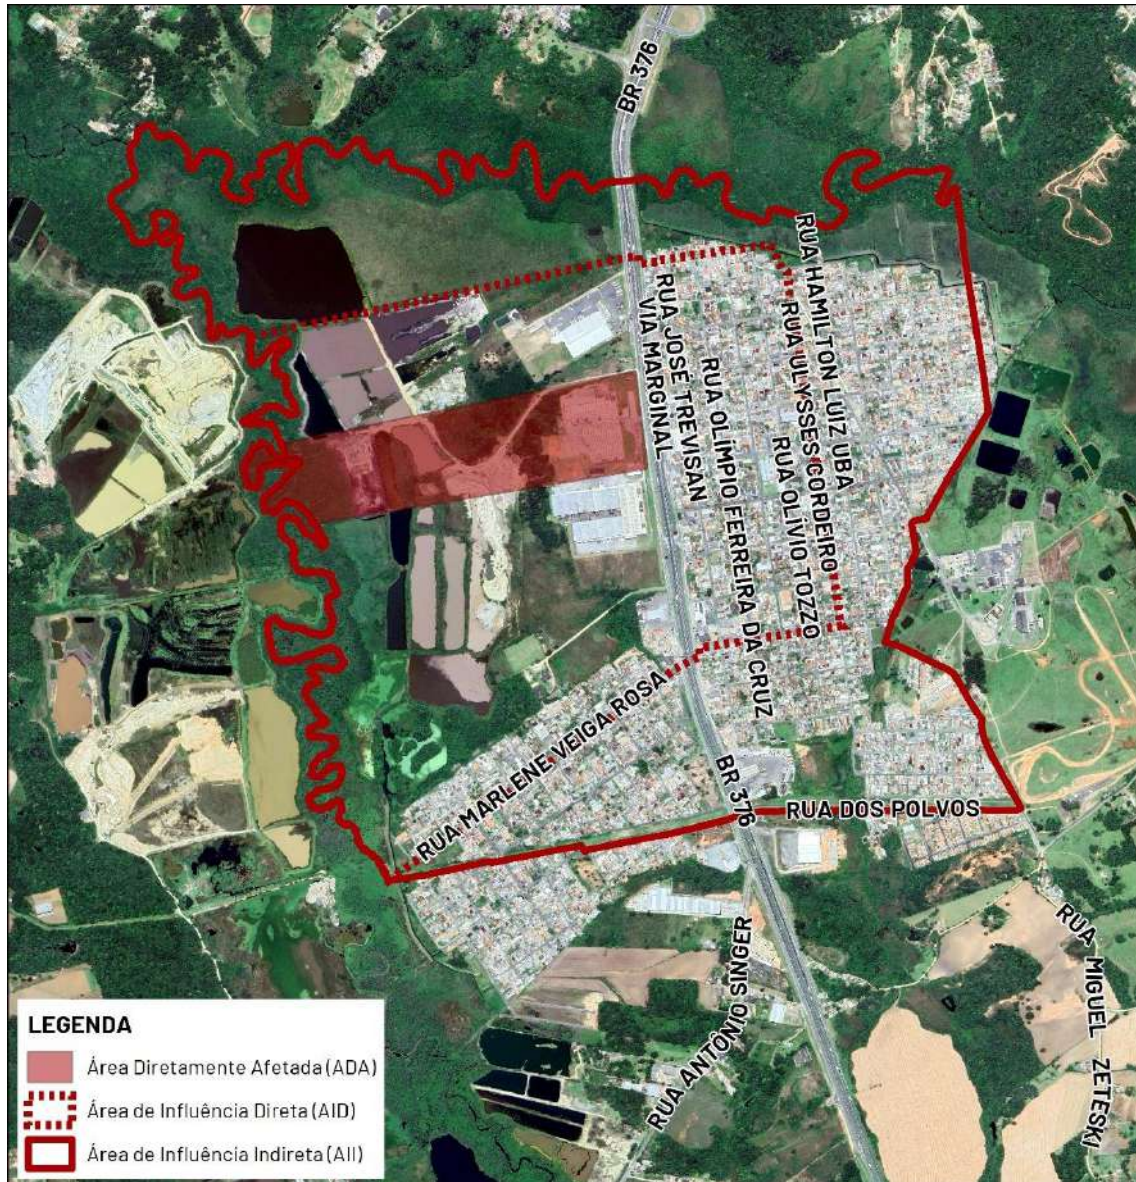 BR 376
RUA HAMILTON LUIZ UBA
RUA ULYSSES CORDEIRO
RUA OLÍVIO TOZZO
RUA OLÍMPIO FERREIRA DA CRUZ
RUA JOSÉ TREVISAN
VIA MARGINAL
RUA MARLENE VEIGA ROSA
BR 376
RUA DOS POLVOS
RUA ANTÔNIO SINGER
RUA MIGUEL ZETESKI
LEGENDA
Área Diretamente Afetada (ADA)
Área de Influência Direta (AID)
Área de Influência Indireta (AII)